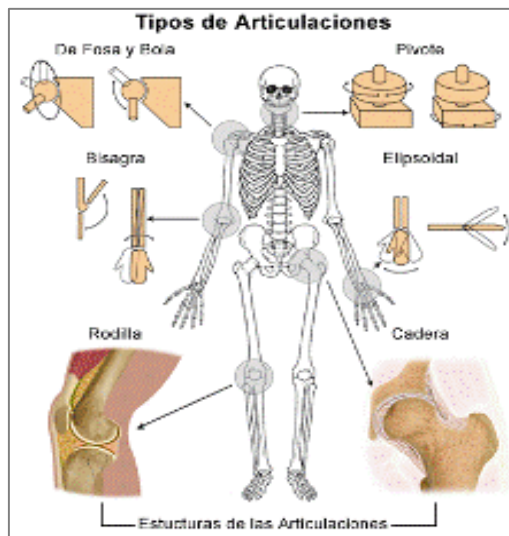 Tipos de Articulaciones
De Fosa y Bola
Pivote
Bisagra
Elipsoidal
Rodilla
Cadera
Estucturas de las Articulaciones